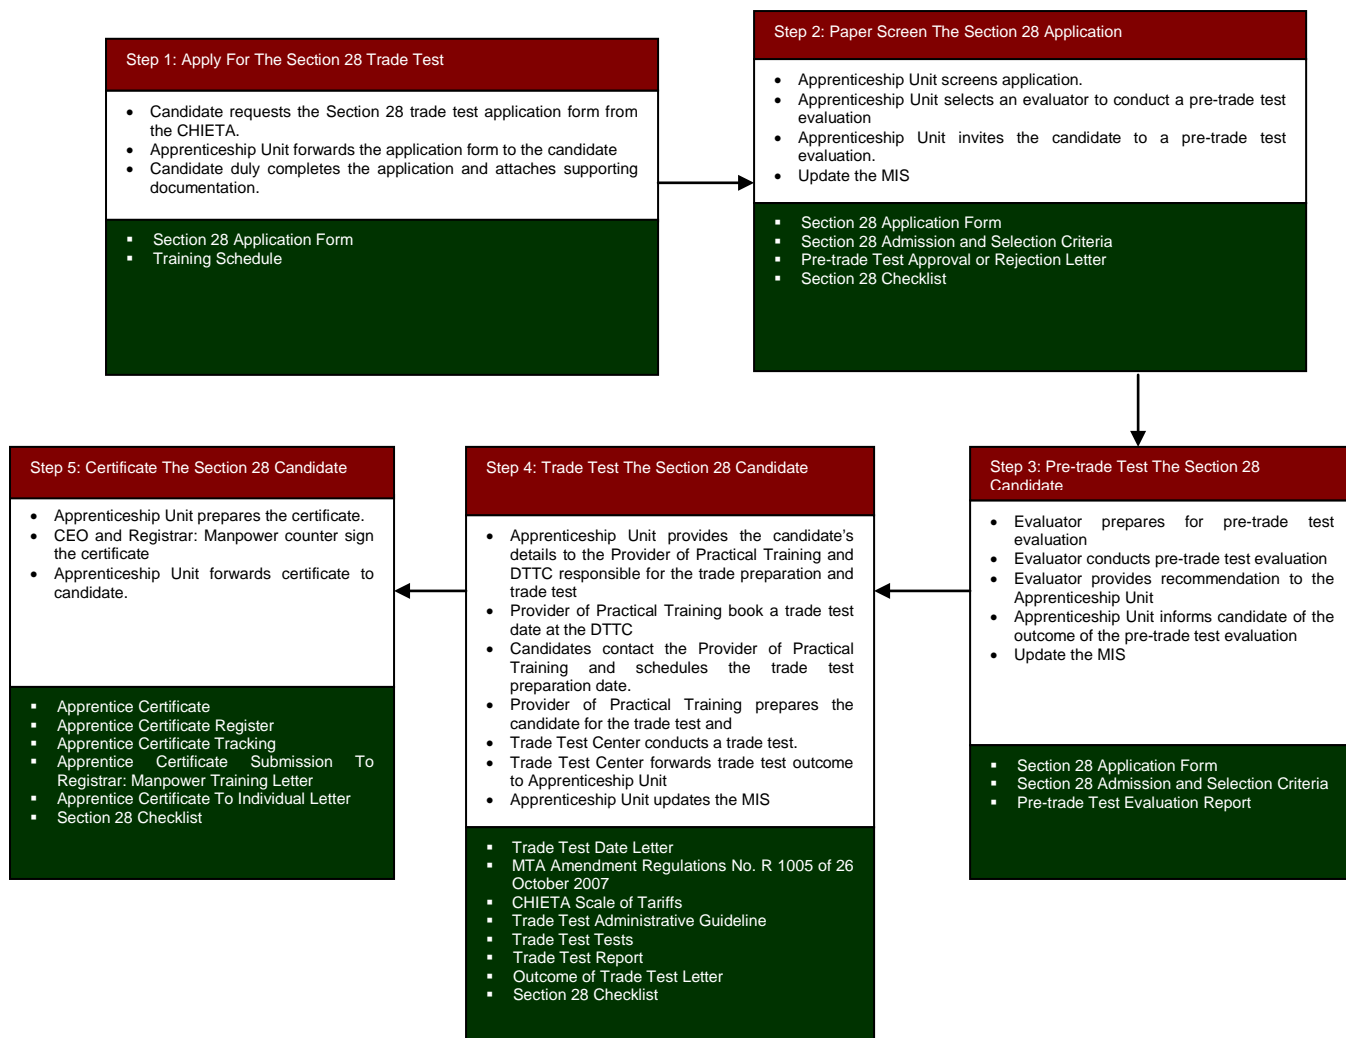 Step 1: Apply For The Section 28 Trade Test
Candidate requests the Section 28 trade test application form from
the CHIETA.
Apprenticeship Unit forwards the application form to the candidate
Candidate duly completes the application and attaches supporting
documentation.
Section 28 Application Form
Training Schedule
Step 2: Paper Screen The Section 28 Application
Apprenticeship Unit screens application.
Apprenticeship Unit selects an evaluator to conduct a pre-trade test
evaluation
Apprenticeship Unit invites the candidate to a pre-trade test
evaluation.
Update the MIS
Section 28 Application Form
Section 28 Admission and Selection Criteria
Pre-trade Test Approval or Rejection Letter
Section 28 Checklist
Step 3: Pre-trade Test The Section 28
Candidate
Evaluator prepares for pre-trade test
evaluation
Evaluator conducts pre-trade test evaluation
Evaluator provides recommendation to the
Apprenticeship Unit
Apprenticeship Unit informs candidate of the
outcome of the pre-trade test evaluation
Update the MIS
Section 28 Application Form
Section 28 Admission and Selection Criteria
Pre-trade Test Evaluation Report
Step 4: Trade Test The Section 28 Candidate
Apprenticeship Unit provides the candidate's
details to the Provider of Practical Training and
DTTC responsible for the trade preparation and
trade test
Provider of Practical Training book a trade test
date at the DTTC
Candidates contact the Provider of Practical
Training and schedules the trade test
preparation date.
Provider of Practical Training prepares the
candidate for the trade test and
Trade Test Center conducts a trade test.
Trade Test Center forwards trade test outcome
to Apprenticeship Unit
Apprenticeship Unit updates the MIS
Trade Test Date Letter
MTA Amendment Regulations No. R 1005 of 26
October 2007
CHIETA Scale of Tariffs
Trade Test Administrative Guideline
Trade Test Tests
Trade Test Report
Outcome of Trade Test Letter
Section 28 Checklist
Step 5: Certificate The Section 28 Candidate
Apprenticeship Unit prepares the certificate.
CEO and Registrar: Manpower counter sign
the certificate
Apprenticeship Unit forwards certificate to
candidate.
Apprentice Certificate
Apprentice Certificate Register
Apprentice Certificate Tracking
Apprentice Certificate Submission To
Registrar: Manpower Training Letter
Apprentice Certificate To Individual Letter
Section 28 Checklist